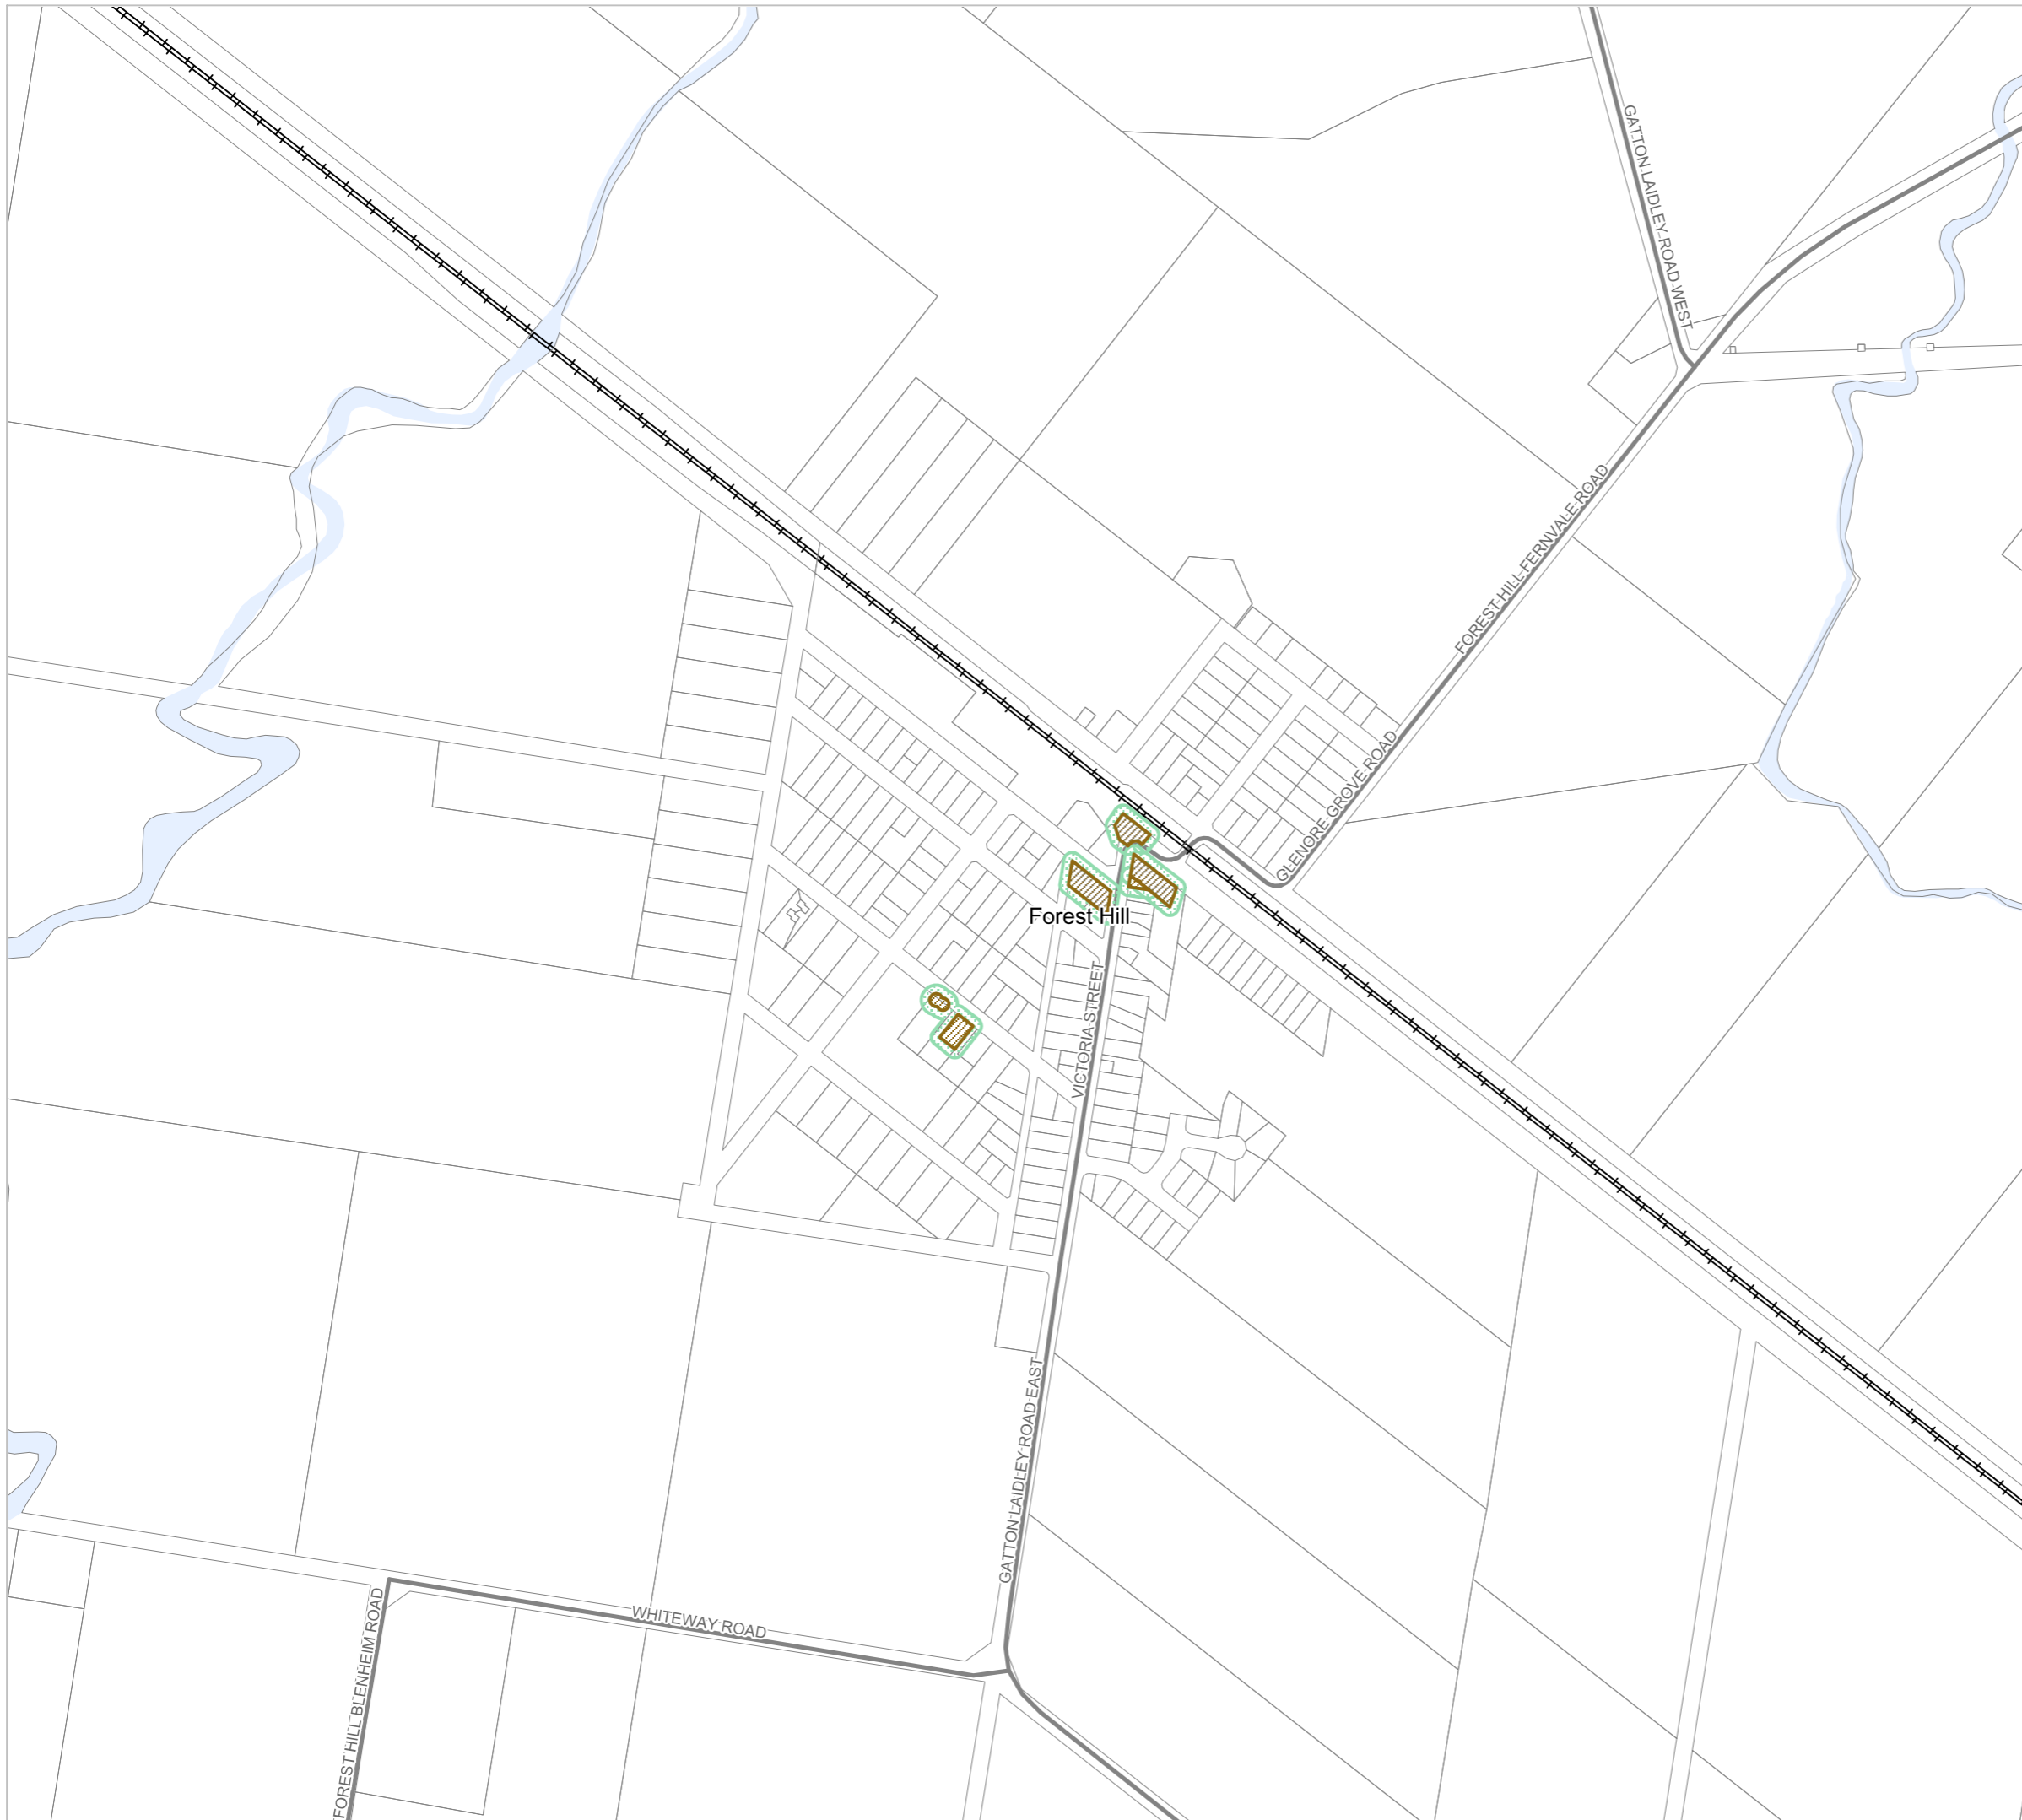 GATTON LAIDLEY ROAD WEST
FOREST HILL FERNVALE ROAD
GLENORE GROVE ROAD
Forest Hill
VICTORIA STREET
GATTON LAIDLEY ROAD EAST
WHITEWAY ROAD
FOREST HILL BLENHEIM ROAD